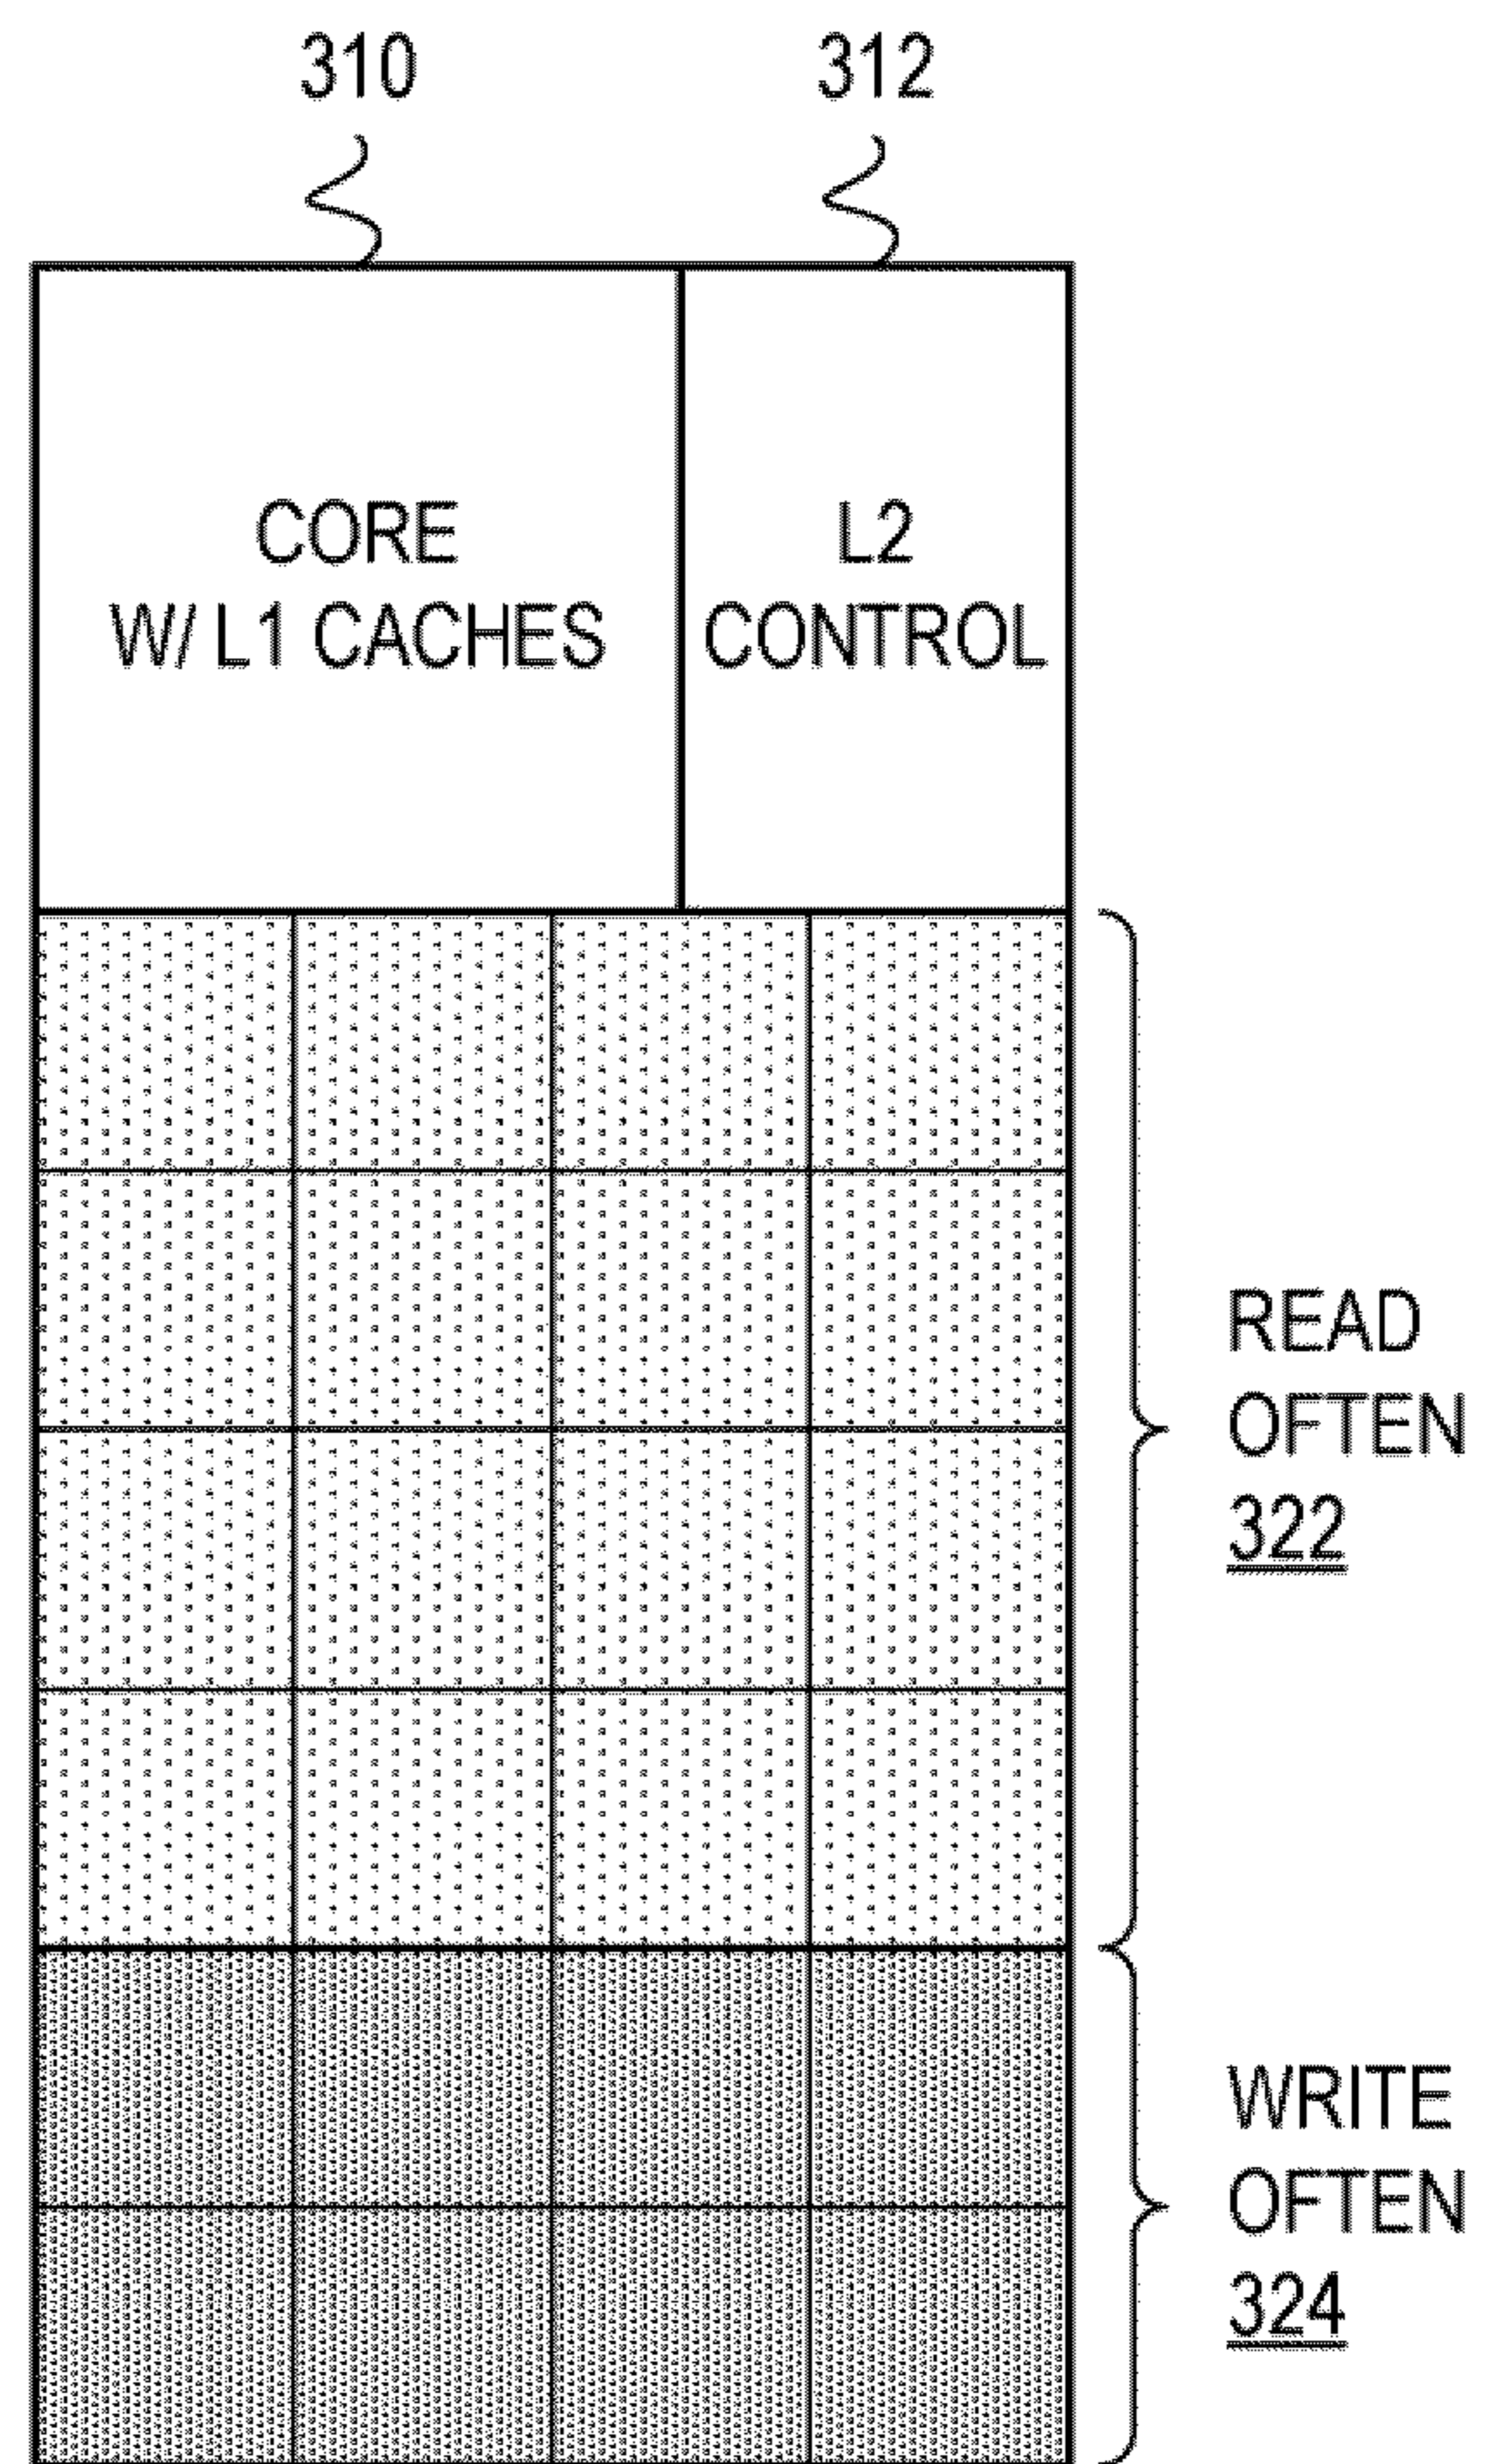 310
312
CORE
W/ L1 CACHES
L2
CONTROL
READ
OFTEN
322
WRITE
OFTEN
324